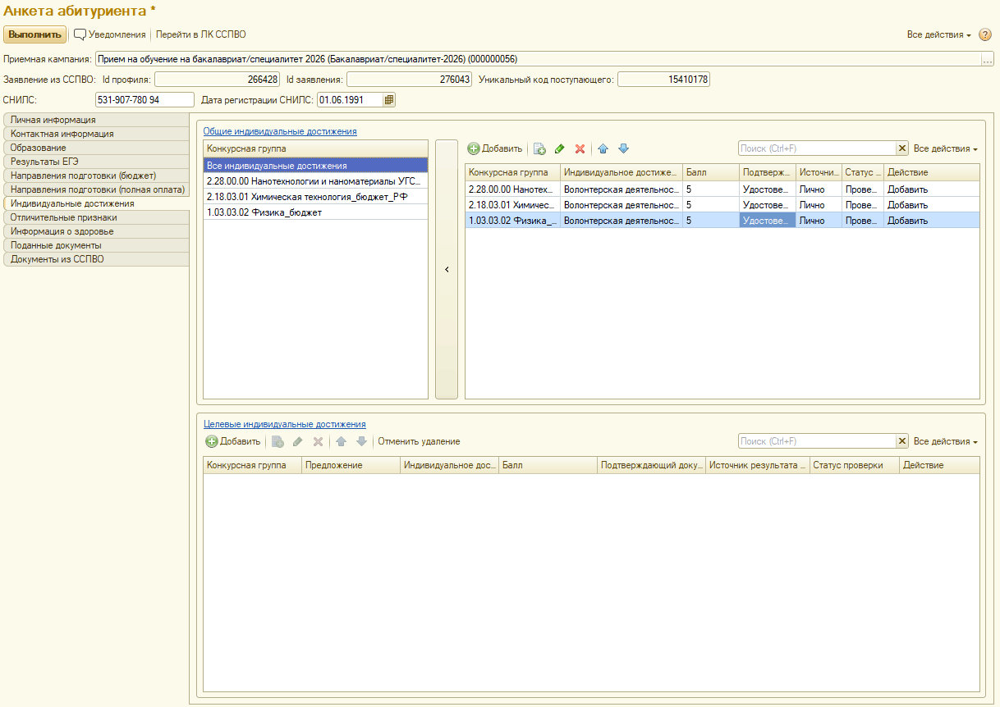 Анкета абитуриента *
Выполнить Уведомления Перейти в ЛК ССПВО Все действия ?
Приемная кампания: Прием на обучение на бакалавриат/специалитет 2026 (Бакалавриат/специалитет-2026) (000000056) ...
Заявление из ССПВО: Id профиля: 266428 Id заявления: 276043 Уникальный код поступающего: 15410178
СНИЛС: 531-907-780 94 Дата регистрации СНИЛС: 01.06.1991
Личная информация
Контактная информация
Образование
Результаты ЕГЭ
Направления подготовки (бюджет)
Направления подготовки (полная оплата)
Индивидуальные достижения
Отличительные признаки
Информация о здоровье
Поданные документы
Документы из ССПВО
Общие индивидуальные достижения
Конкурсная группа
Все индивидуальные достижения
2.28.00.00 Нанотехнологии и наноматериалы УГС...
2.18.03.01 Химическая технология_бюджет_РФ
1.03.03.02 Физика_бюджет
Добавить Поиск (Ctrl+F) Все действия
Конкурсная группа Индивидуальное достиже... Балл Подтверж... Источни... Статус ... Действие
2.28.00.00 Нанотех... Волонтерская деятельнос... 5 Удостове... Лично Прове... Добавить
2.18.03.01 Химичес... Волонтерская деятельнос... 5 Удостове... Лично Прове... Добавить
1.03.03.02 Физика_... Волонтерская деятельнос... 5 Удостове... Лично Прове... Добавить
Целевые индивидуальные достижения
Добавить Отменить удаление Поиск (Ctrl+F) Все действия
Конкурсная группа Предложение Индивидуальное дос... Балл Подтверждающий доку... Источник результата ... Статус проверки Действие